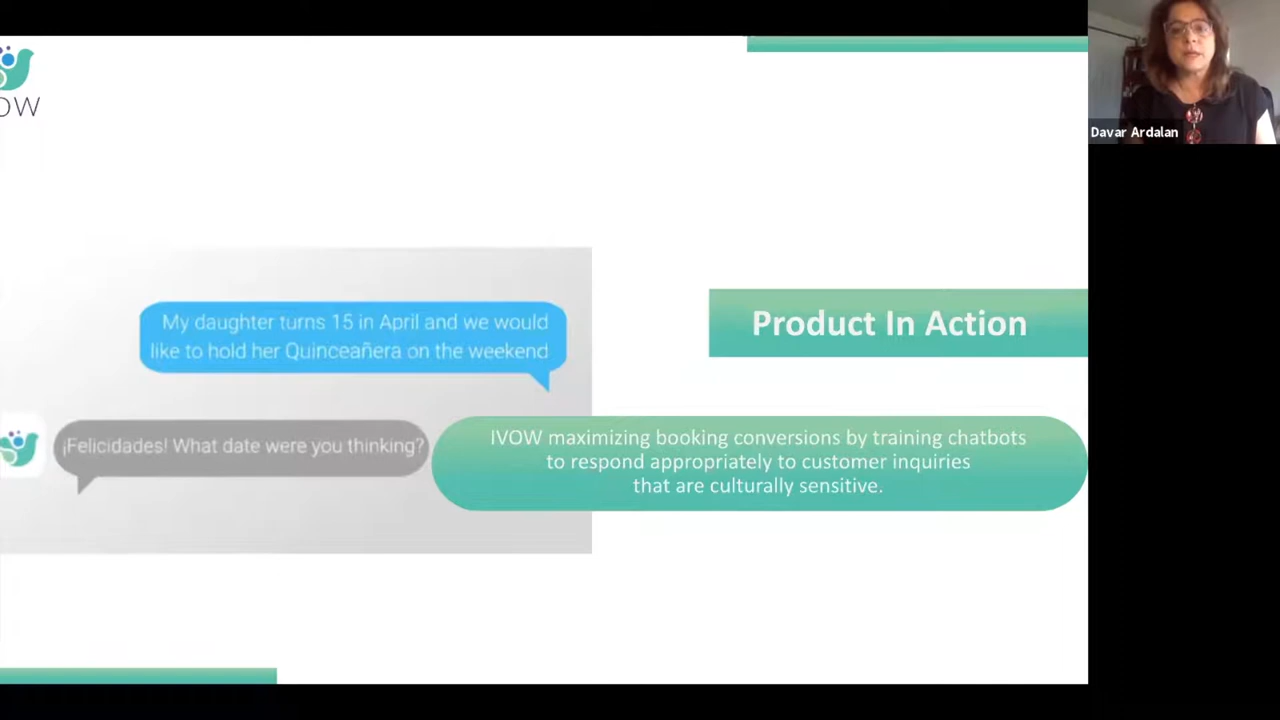 OW
Davar Ardalan
My daughter turns 15 in April and we would
like to hold her Quinceañera on the weekend
¡Felicidades! What date were you thinking?
Product In Action
IVOW maximizing booking conversions by training chatbots
to respond appropriately to customer inquiries
that are culturally sensitive.